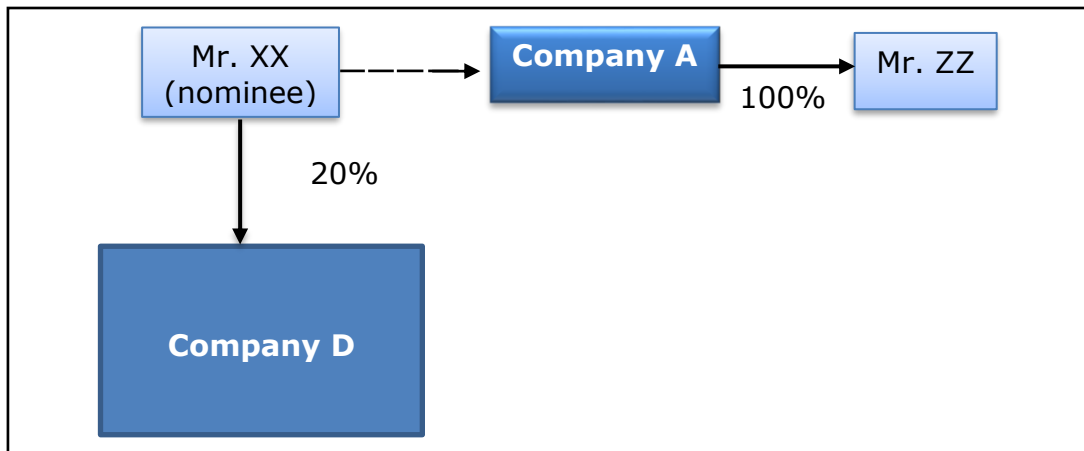 Mr. XX
(nominee)
Company A
100%
Mr. ZZ
20%
Company D